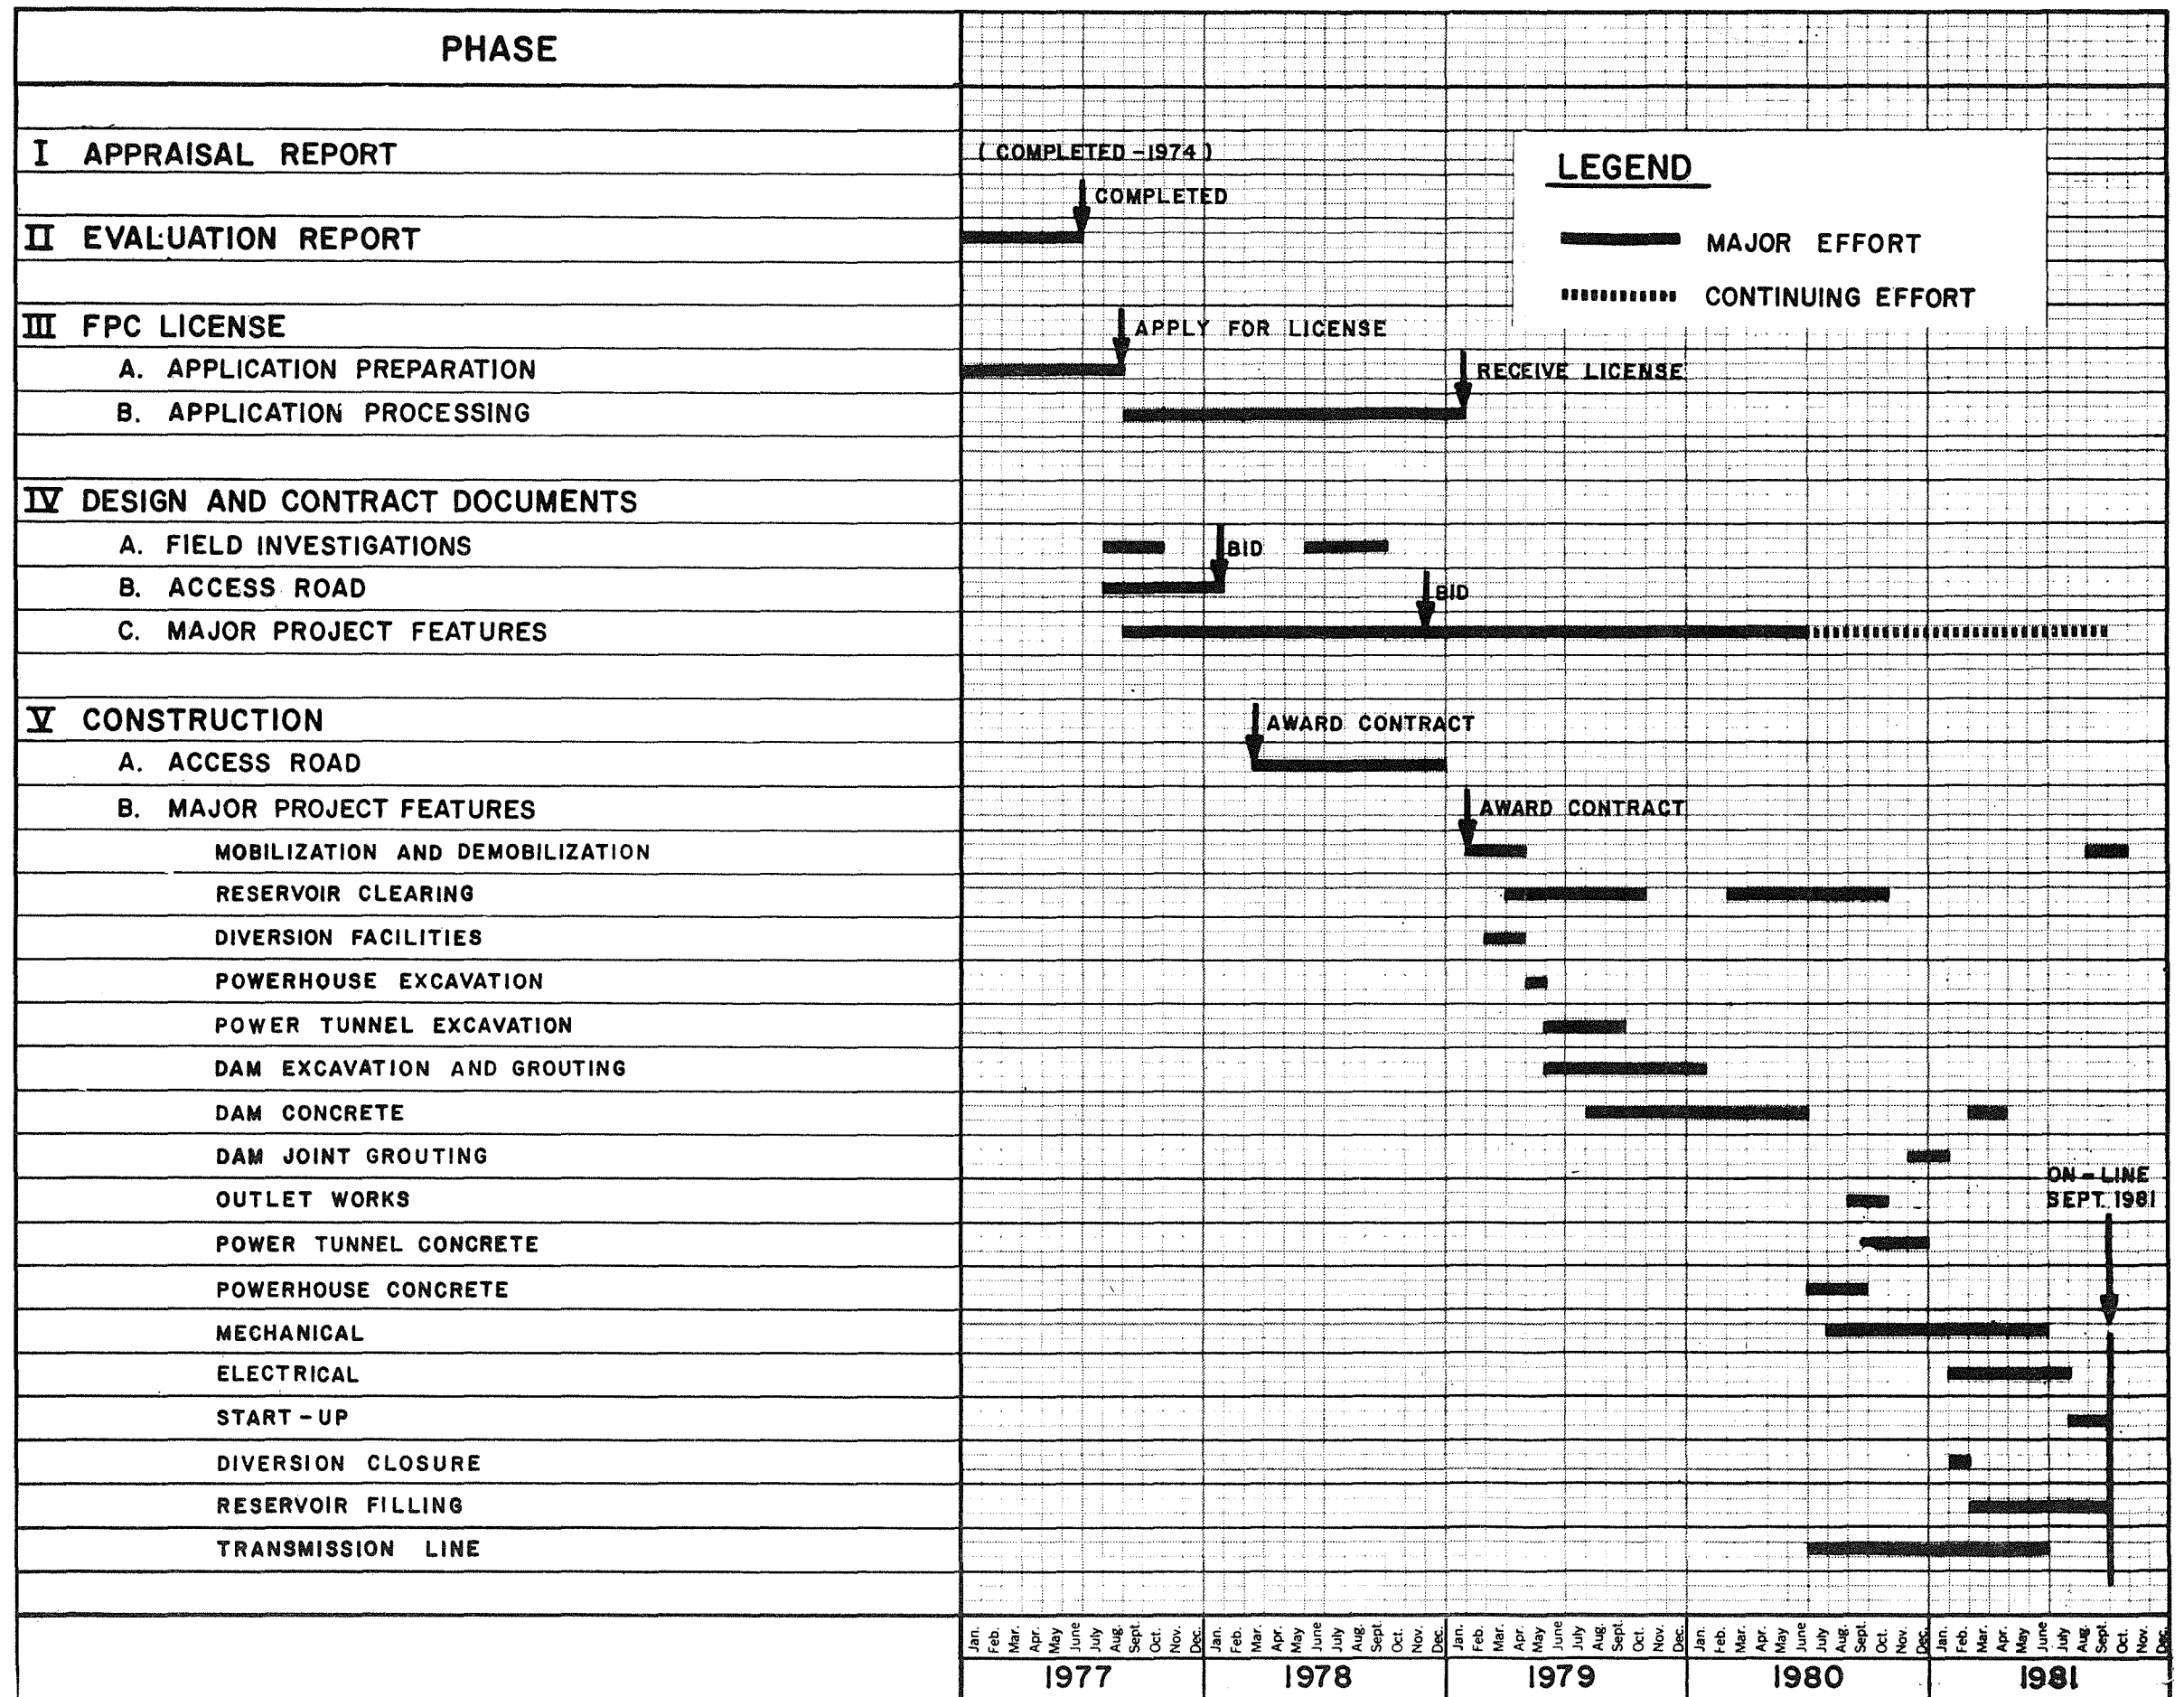 PHASE
I APPRAISAL REPORT
( COMPLETED - 1974 )
COMPLETED
II EVALUATION REPORT
LEGEND
MAJOR EFFORT
CONTINUING EFFORT
III FPC LICENSE
APPLY FOR LICENSE
A. APPLICATION PREPARATION
RECEIVE LICENSE
B. APPLICATION PROCESSING
IV DESIGN AND CONTRACT DOCUMENTS
A. FIELD INVESTIGATIONS
BID
B. ACCESS ROAD
BID
C. MAJOR PROJECT FEATURES
V CONSTRUCTION
AWARD CONTRACT
A. ACCESS ROAD
B. MAJOR PROJECT FEATURES
AWARD CONTRACT
MOBILIZATION AND DEMOBILIZATION
RESERVOIR CLEARING
DIVERSION FACILITIES
POWERHOUSE EXCAVATION
POWER TUNNEL EXCAVATION
DAM EXCAVATION AND GROUTING
DAM CONCRETE
DAM JOINT GROUTING
ON-LINE
SEPT. 1981
OUTLET WORKS
POWER TUNNEL CONCRETE
POWERHOUSE CONCRETE
MECHANICAL
ELECTRICAL
START-UP
DIVERSION CLOSURE
RESERVOIR FILLING
TRANSMISSION LINE
Jan. Feb. Mar. Apr. May June July Aug. Sept. Oct. Nov. Dec. Jan. Feb. Mar. Apr. May June July Aug. Sept. Oct. Nov. Dec. Jan. Feb. Mar. Apr. May June July Aug. Sept. Oct. Nov. Dec. Jan. Feb. Mar. Apr. May June July Aug. Sept. Oct. Nov. Dec. Jan. Feb. Mar. Apr. May June July Aug. Sept. Oct. Nov. Dec.
1977 1978 1979 1980 1981